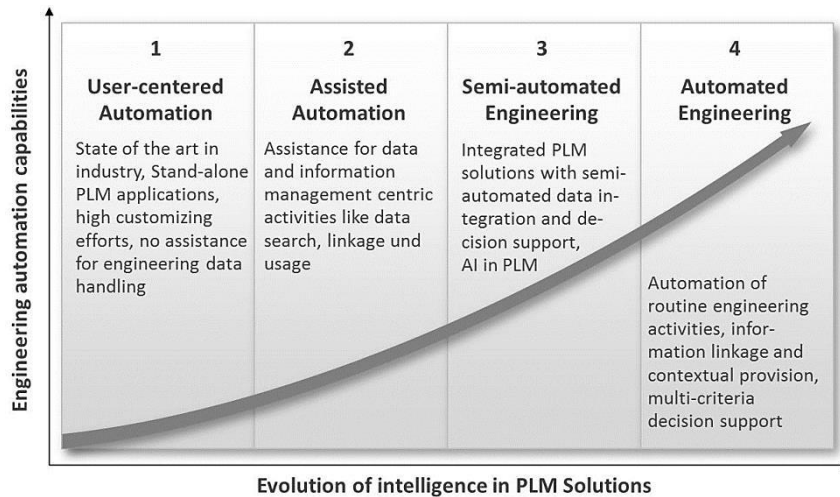 Engineering automation capabilities
1
User-centered
Automation
State of the art in
industry, Stand-alone
PLM applications,
high customizing
efforts, no assistance
for engineering data
handling
2
Assisted
Automation
Assistance for data
and information
management centric
activities like data
search, linkage und
usage
3
Semi-automated
Engineering
Integrated PLM
solutions with semi-
automated data in-
tegration and de-
cision support,
AI in PLM
4
Automated
Engineering
Automation of
routine engineering
activities, infor-
mation linkage and
contextual provision,
multi-criteria
decision support
Evolution of intelligence in PLM Solutions